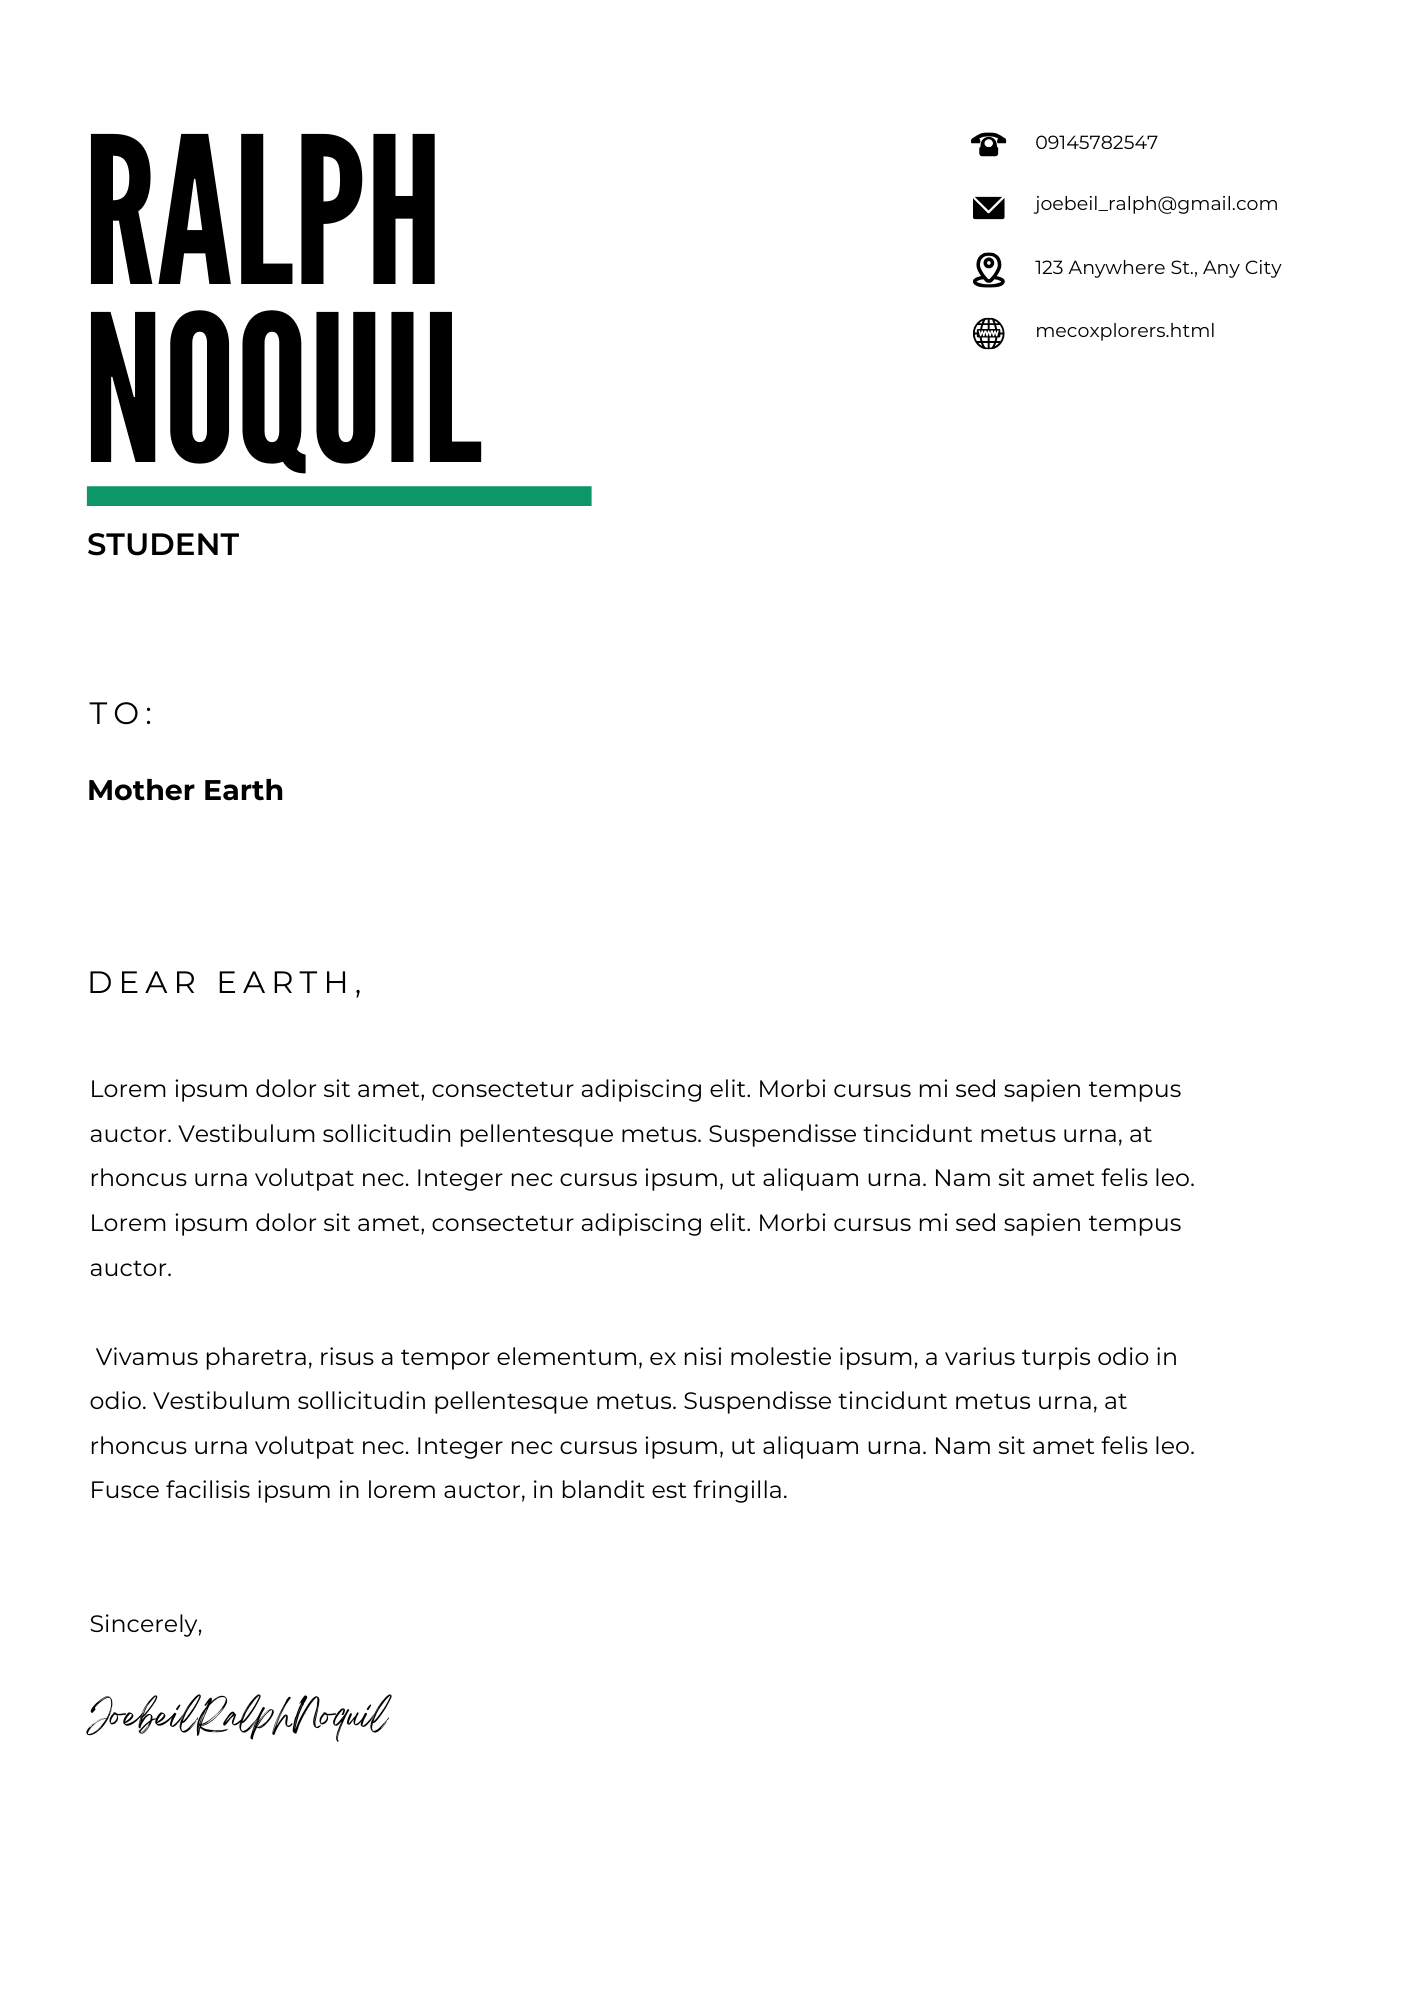 RALPH
NOQUIL
STUDENT
09145782547
joebeil_ralph@gmail.com
123 Anywhere St., Any City
mecoxplorers.html
TO:
Mother Earth
DEAR EARTH,
Lorem ipsum dolor sit amet, consectetur adipiscing elit. Morbi cursus mi sed sapien tempus
auctor. Vestibulum sollicitudin pellentesque metus. Suspendisse tincidunt metus urna, at
rhoncus urna volutpat nec. Integer nec cursus ipsum, ut aliquam urna. Nam sit amet felis leo.
Lorem ipsum dolor sit amet, consectetur adipiscing elit. Morbi cursus mi sed sapien tempus
auctor.
Vivamus pharetra, risus a tempor elementum, ex nisi molestie ipsum, a varius turpis odio in
odio. Vestibulum sollicitudin pellentesque metus. Suspendisse tincidunt metus urna, at
rhoncus urna volutpat nec. Integer nec cursus ipsum, ut aliquam urna. Nam sit amet felis leo.
Fusce facilisis ipsum in lorem auctor, in blandit est fringilla.
Sincerely,
JoebeilRalphNoquil